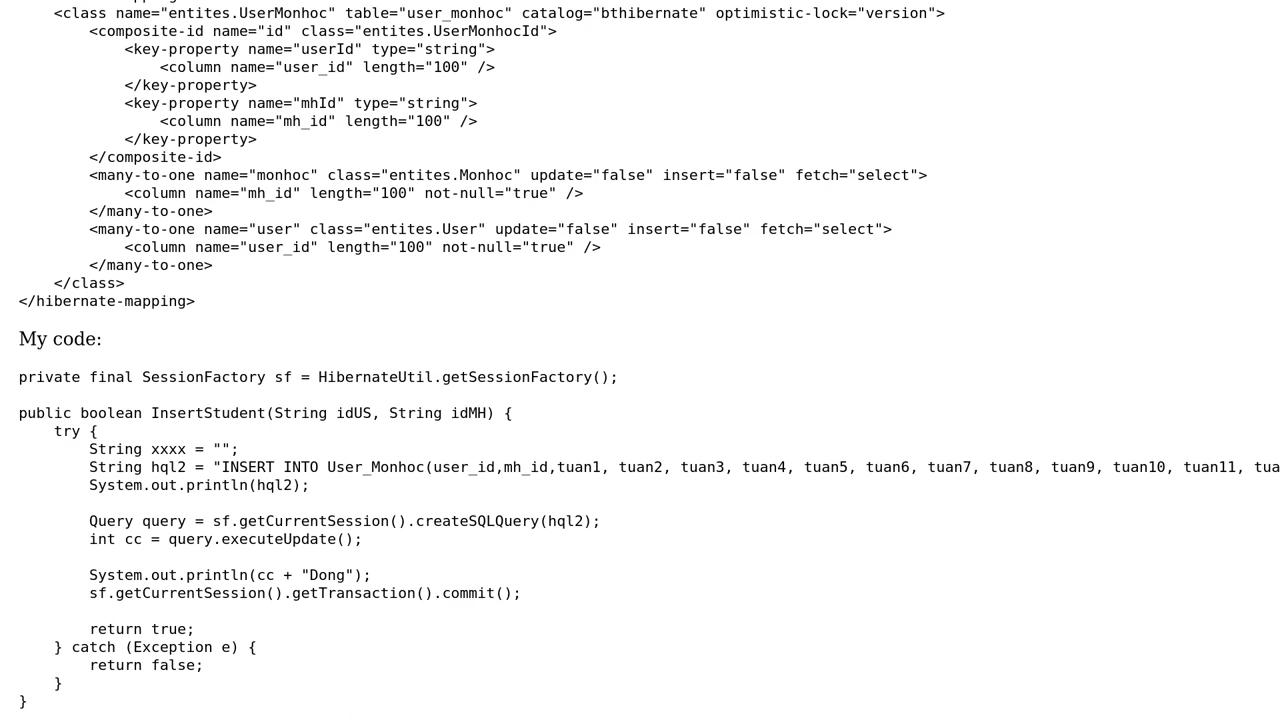 <class name="entites.UserMonhoc" table="user_monhoc" catalog="bthibernate" optimistic-lock="version">
<composite-id name="id" class="entites.UserMonhocId">
<key-property name="userId" type="string">
<column name="user_id" length="100" />
</key-property>
<key-property name="mhId" type="string">
<column name="mh_id" length="100" />
</key-property>
</composite-id>
<many-to-one name="monhoc" class="entites.Monhoc" update="false" insert="false" fetch="select">
<column name="mh_id" length="100" not-null="true" />
</many-to-one>
<many-to-one name="user" class="entites.User" update="false" insert="false" fetch="select">
<column name="user_id" length="100" not-null="true" />
</many-to-one>
</class>
</hibernate-mapping>
My code:
private final SessionFactory sf = HibernateUtil.getSessionFactory();
public boolean InsertStudent(String idUS, String idMH) {
try {
String xxxx = "";
String hql2 = "INSERT INTO User_Monhoc(user_id,mh_id,tuan1, tuan2, tuan3, tuan4, tuan5, tuan6, tuan7, tuan8, tuan9, tuan10, tuan11, tua
System.out.println(hql2);
Query query = sf.getCurrentSession().createSQLQuery(hql2);
int cc = query.executeUpdate();
System.out.println(cc + "Dong");
sf.getCurrentSession().getTransaction().commit();
return true;
} catch (Exception e) {
return false;
}
}